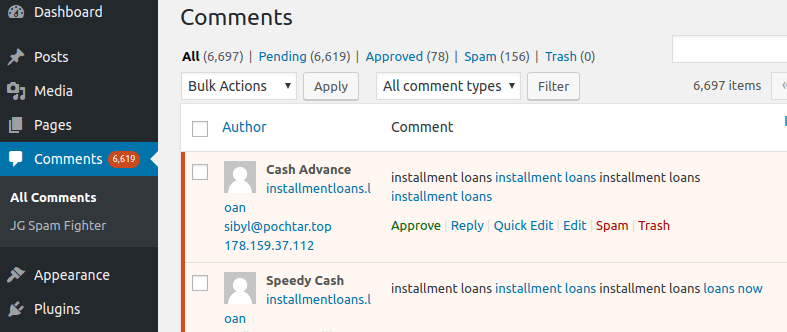 Dashboard
Posts
Media
Pages
Comments 6,619
All Comments
JG Spam Fighter
Appearance
Plugins
Comments
All (6,697) | Pending (6,619) | Approved (78) | Spam (156) | Trash (0)
Bulk Actions Apply All comment types Filter 6,697 items «
Author Comment
Cash Advance
installmentloans.l
oan
sibyl@pochtar.top
178.159.37.112
installment loans installment loans installment loans
installment loans
Approve | Reply | Quick Edit | Edit | Spam | Trash
Speedy Cash
installmentloans.l
oan
installment loans installment loans installment loans loans now